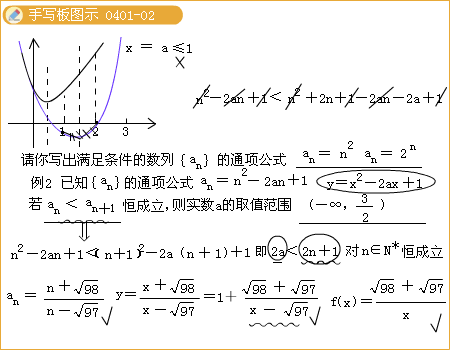 手写板图示 0401-02
x = a ≤1
n²-2an+1< n²+2n+1-2an-2a+1
1 2 3
请你写出满足条件的数列{aₙ}的通项公式 aₙ= n² aₙ= 2ⁿ
例2 已知{aₙ}的通项公式 aₙ= n²-2an+1 y=x²-2ax+1
若 aₙ < aₙ₊₁ 恒成立,则实数a的取值范围 (-∞, 3/2 )
n²-2an+1<(n+1)²-2a(n+1)+1 即 2a<2n+1 对n∈N*恒成立
aₙ = (n+√98)/(n-√97) y= (x+√98)/(x-√97) =1+ (√98+√97)/(x-√97) f(x)= (√98+√97)/x